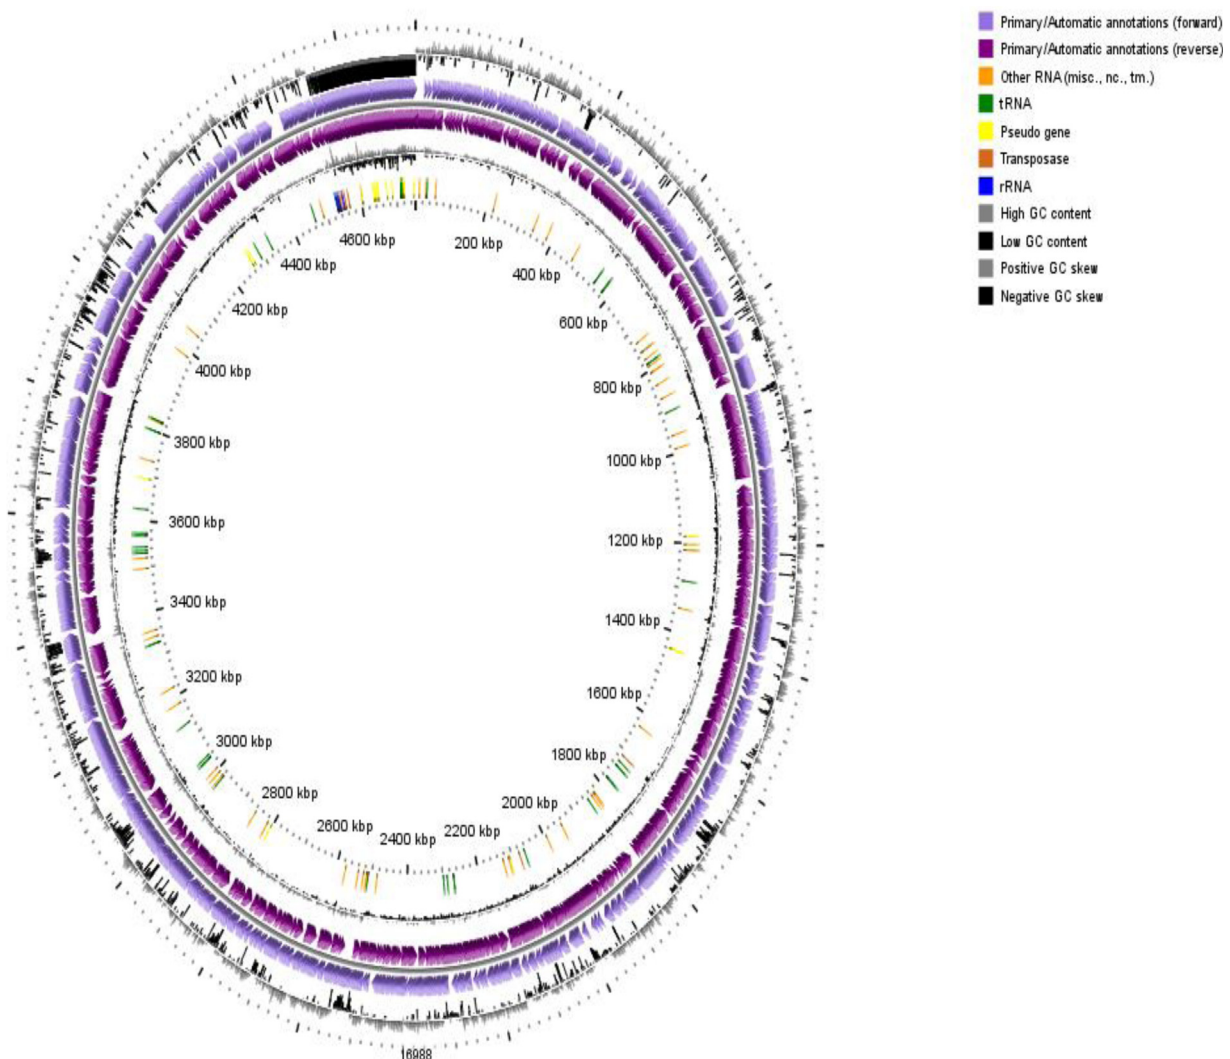 Primary/Automatic annotations (forward)
Primary/Automatic annotations (reverse)
Other RNA (misc., nc., tm.)
tRNA
Pseudo gene
Transposase
rRNA
High GC content
Low GC content
Positive GC skew
Negative GC skew
200 kbp
400 kbp
600 kbp
800 kbp
1000 kbp
1200 kbp
1400 kbp
1600 kbp
1800 kbp
2000 kbp
2200 kbp
2400 kbp
2600 kbp
2800 kbp
3000 kbp
3200 kbp
3400 kbp
3600 kbp
3800 kbp
4000 kbp
4200 kbp
4400 kbp
4600 kbp
16988